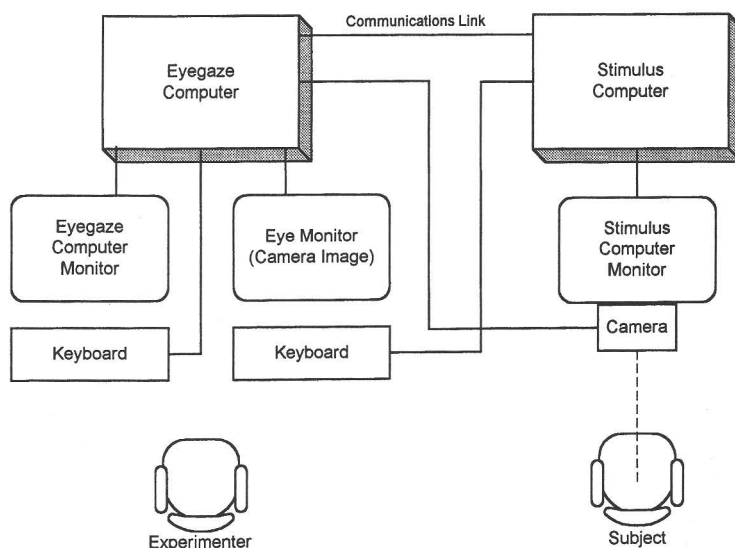 Communications Link
Eyegaze
Computer
Stimulus
Computer
Eyegaze
Computer
Monitor
Eye Monitor
(Camera Image)
Stimulus
Computer
Monitor
Camera
Keyboard
Keyboard
Experimenter
Subject